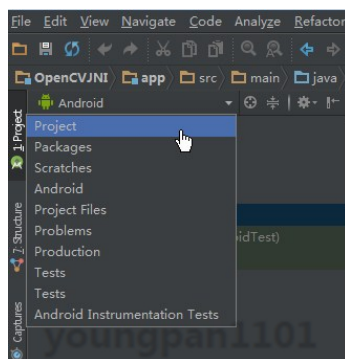 File Edit View Navigate Code Analyze Refactor
OpenCVJNI app src main java
Android
1: Project
Project
Packages
Scratches
Android
Project Files
Problems
Production
Tests
Tests
Android Instrumentation Tests
idTest)
7: Structure
Captures
youngpan1101